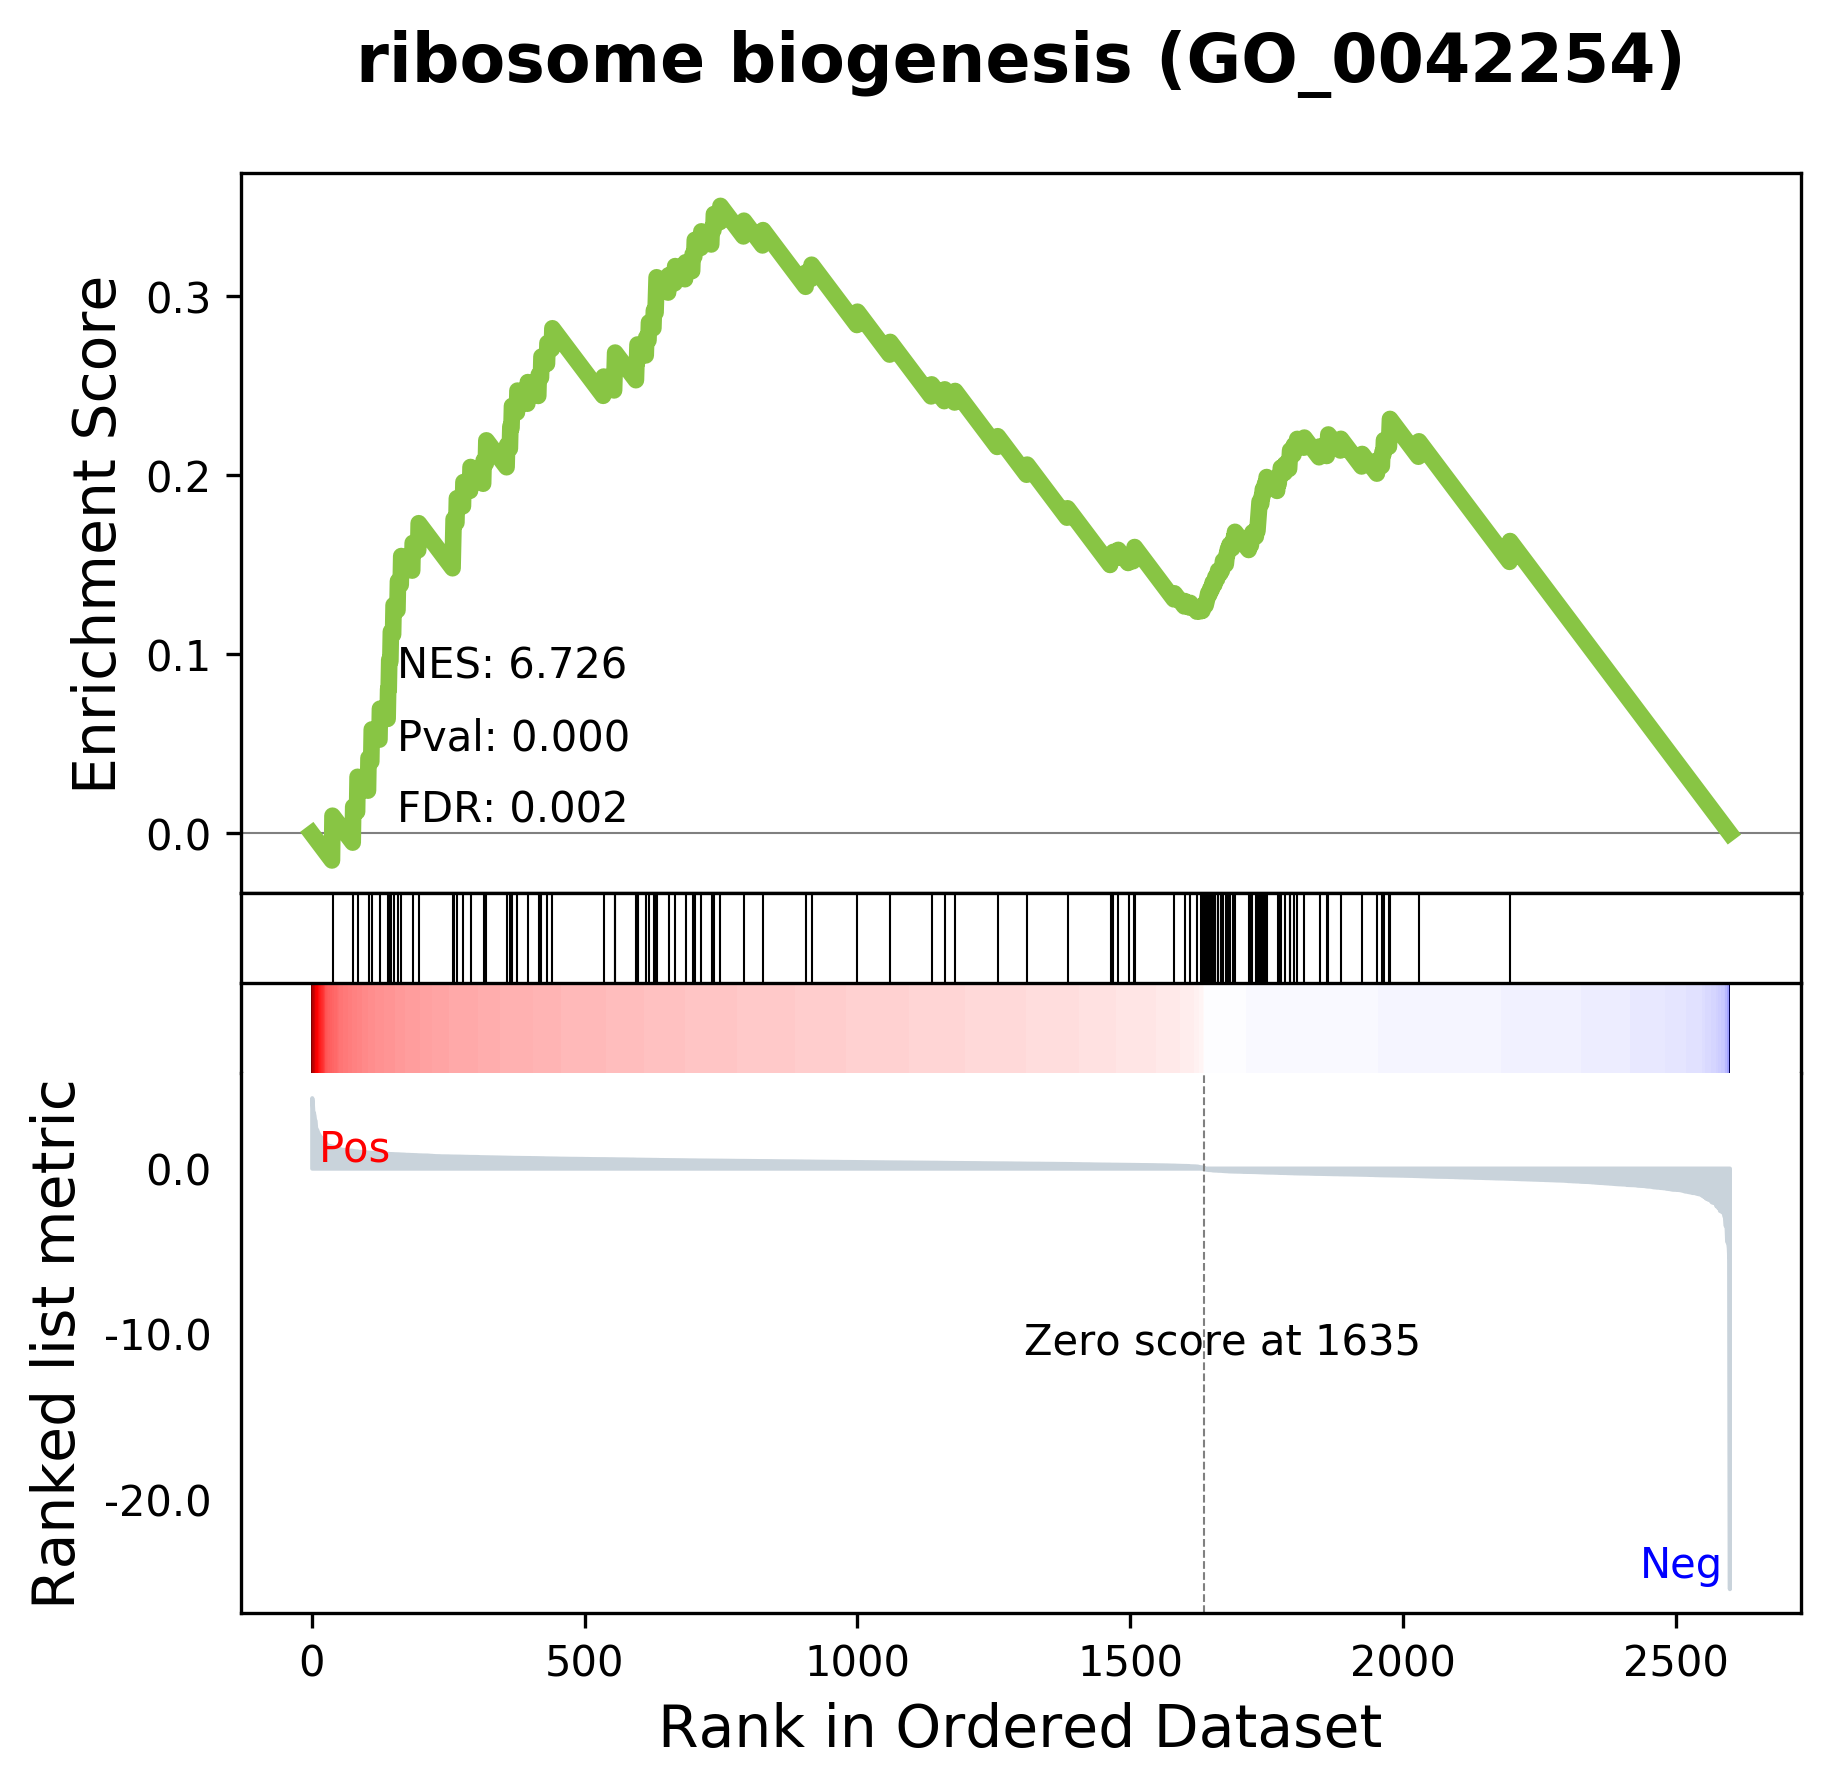 ribosome biogenesis (GO_0042254)
Enrichment Score
0.3
0.2
0.1
0.0
NES: 6.726
Pval: 0.000
FDR: 0.002
Ranked list metric
0.0
-10.0
-20.0
Pos
Zero score at 1635
Neg
0 500 1000 1500 2000 2500
Rank in Ordered Dataset